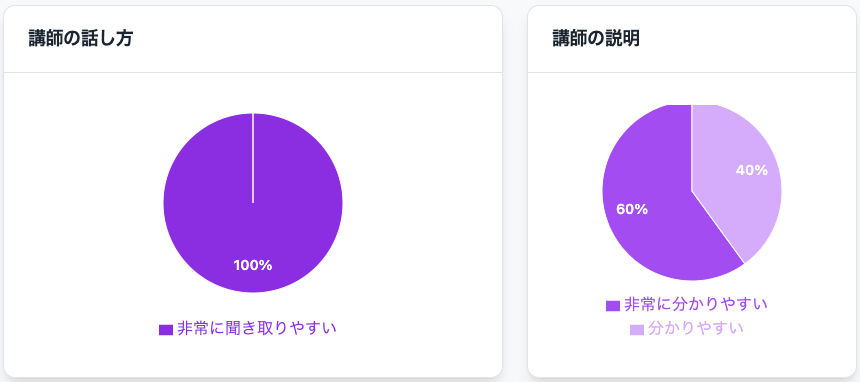 講師の話し方
100%
非常に聞き取りやすい
講師の説明
40%
60%
非常に分かりやすい
分かりやすい